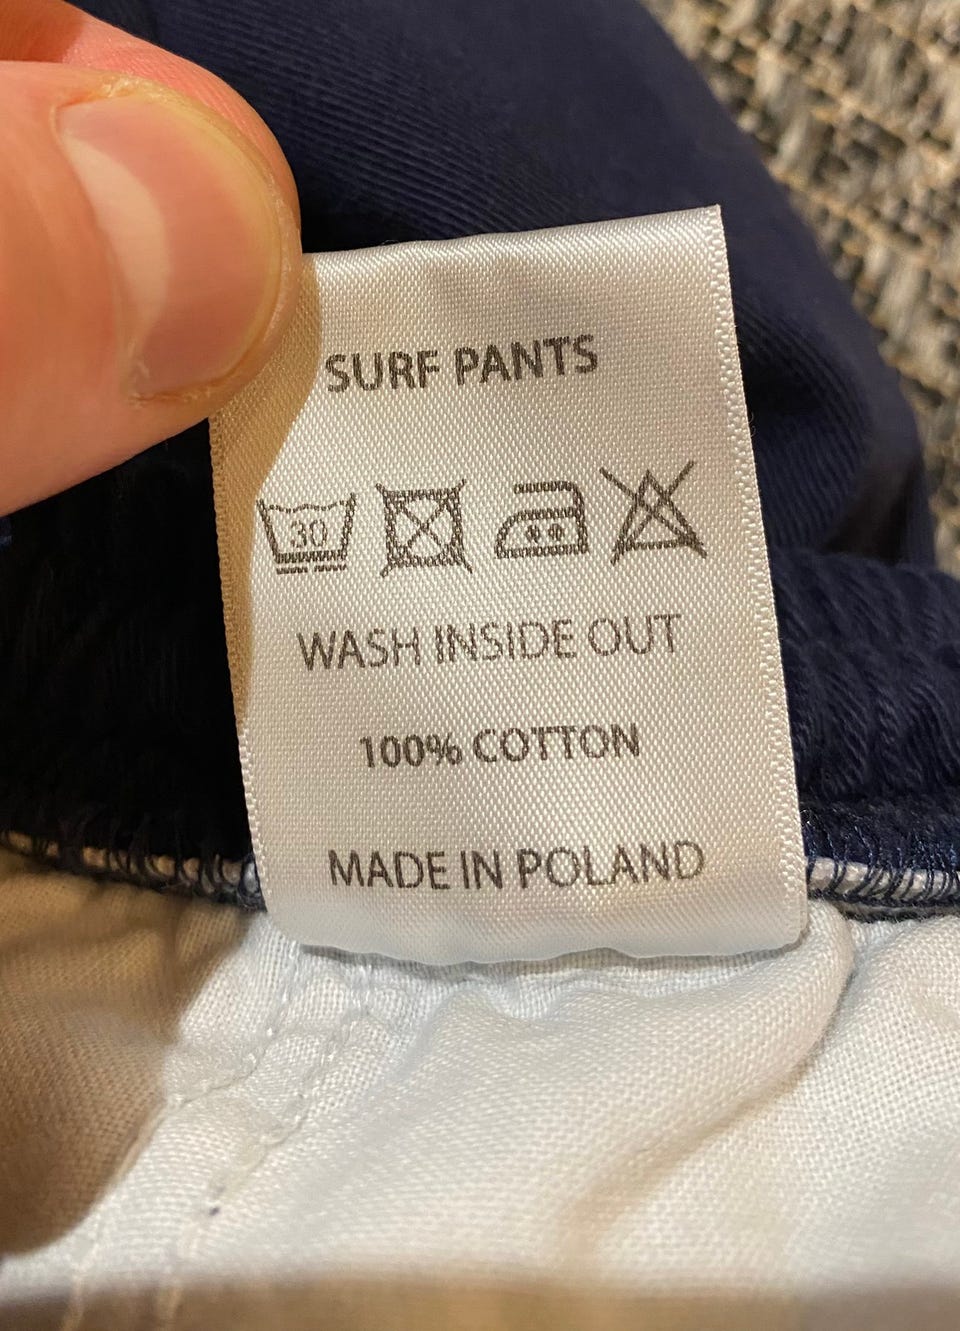 SURF PANTS
30
WASH INSIDE OUT
100% COTTON
MADE IN POLAND